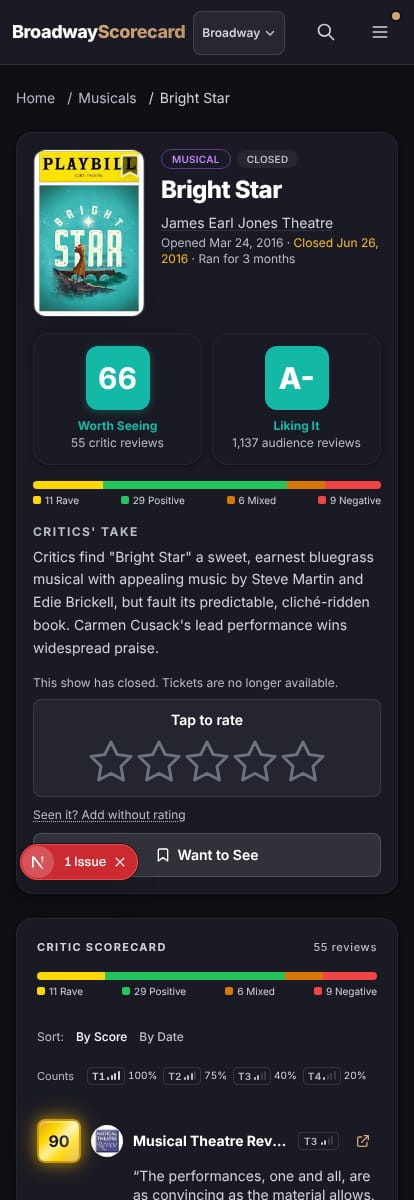 BroadwayScorecard Broadway
Home / Musicals / Bright Star
PLAYBILL
BRIGHT
STAR
MUSICAL CLOSED
Bright Star
James Earl Jones Theatre
Opened Mar 24, 2016 · Closed Jun 26,
2016 · Ran for 3 months
66
Worth Seeing
55 critic reviews
A-
Liking It
1,137 audience reviews
11 Rave 29 Positive 6 Mixed 9 Negative
CRITICS' TAKE
Critics find "Bright Star" a sweet, earnest bluegrass
musical with appealing music by Steve Martin and
Edie Brickell, but fault its predictable, cliché-ridden
book. Carmen Cusack's lead performance wins
widespread praise.
This show has closed. Tickets are no longer available.
Tap to rate
Seen it? Add without rating
Want to See
N 1 Issue
CRITIC SCORECARD 55 reviews
11 Rave 29 Positive 6 Mixed 9 Negative
Sort: By Score By Date
Counts T1 100% T2 75% T3 40% T4 20%
90 Musical Theatre Rev... T3
“The performances, one and all, are
as convincing as the material allows.